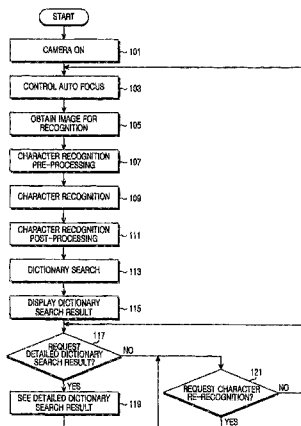 START
CAMERA ON
101
CONTROL AUTO FOCUS
103
OBTAIN IMAGE FOR
RECOGNITION
105
CHARACTER RECOGNITION
PRE-PROCESSING
107
CHARACTER RECOGNITION
109
CHARACTER RECOGNITION
POST-PROCESSING
111
DICTIONARY SEARCH
113
DISPLAY DICTIONARY
SEARCH RESULT
115
117
REQUEST
DETAILED DICTIONARY
SEARCH RESULT?
NO
YES
121
REQUEST CHARACTER
RE-RECOGNITION?
NO
YES
SEE DETAILED DICTIONARY
SEARCH RESULT
119